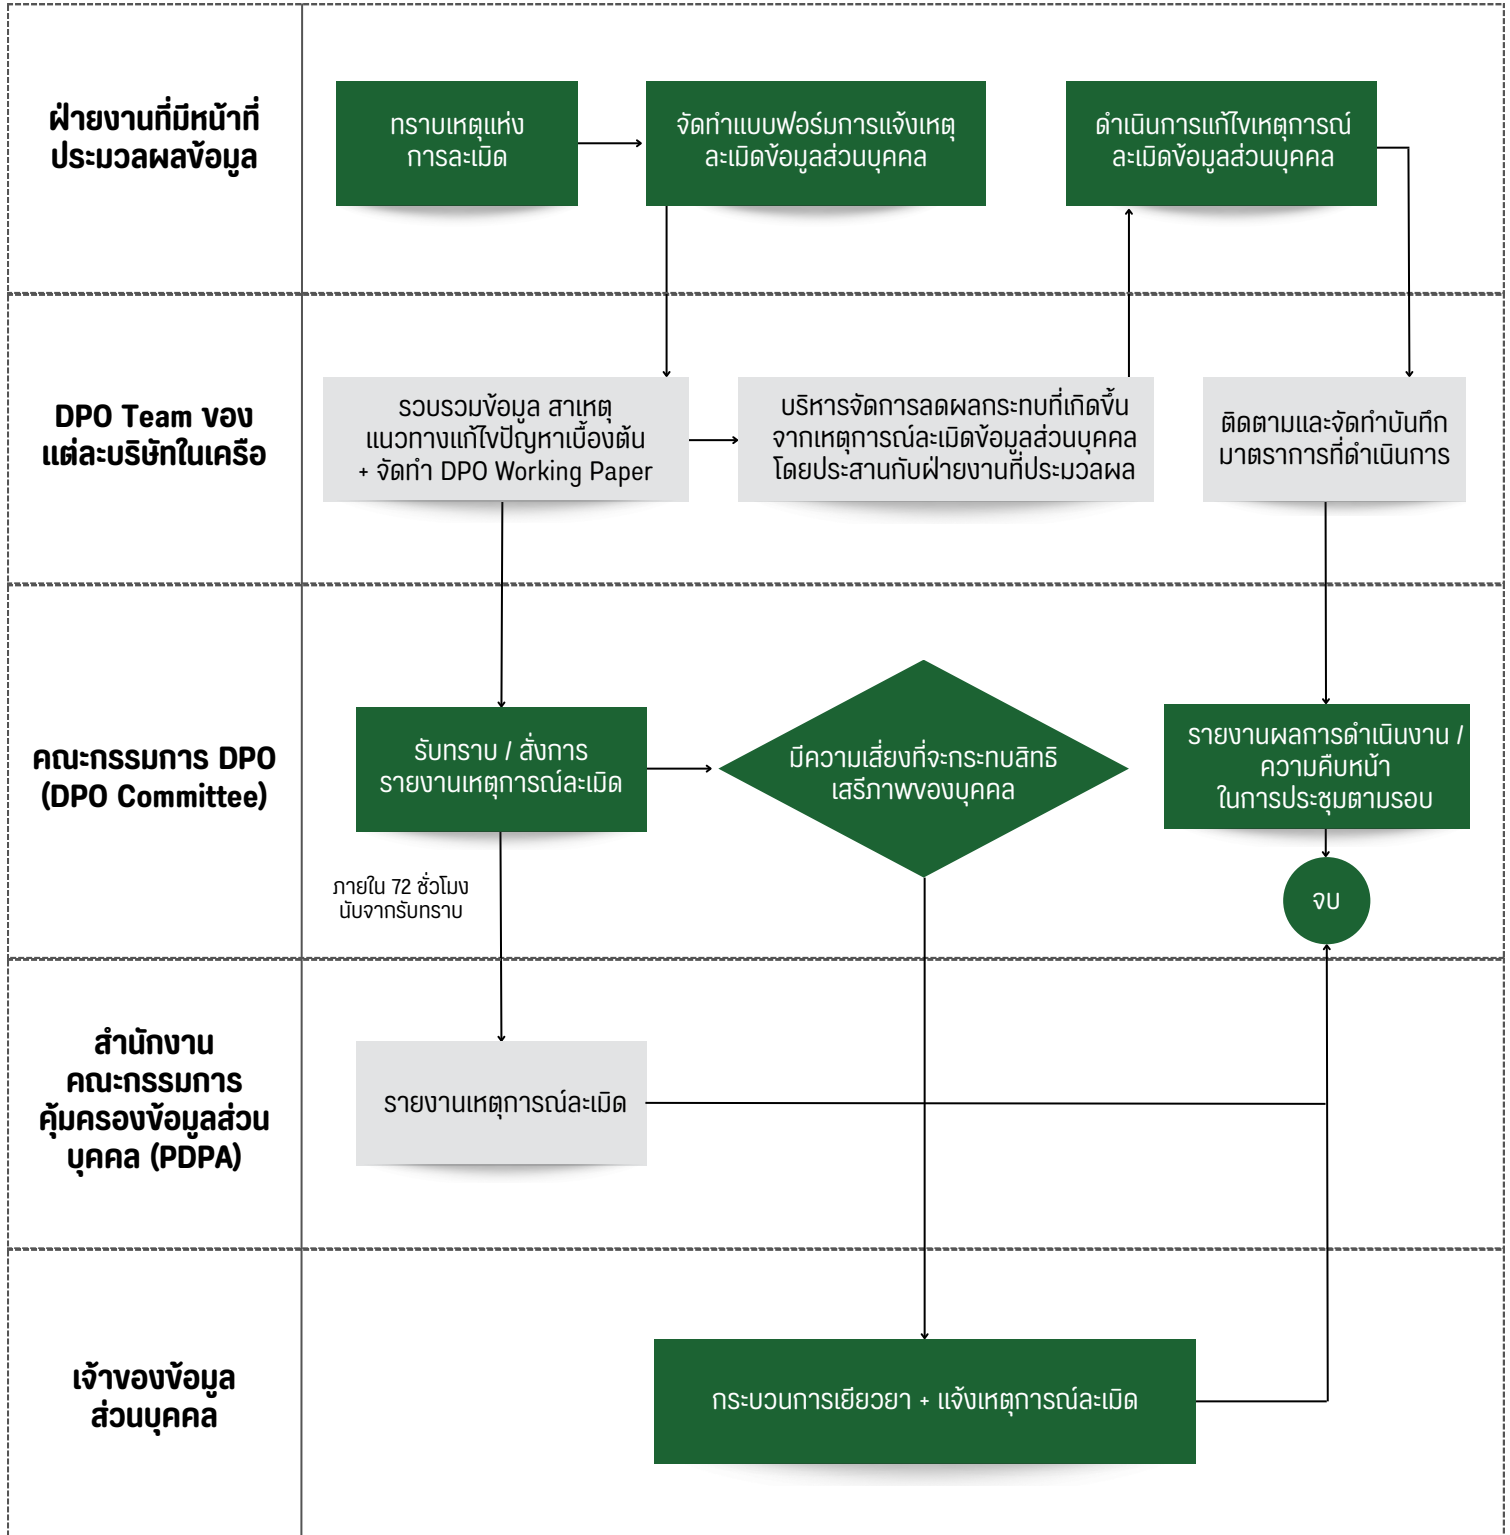 ฝ่ายงานที่มีหน้าที่
ประมวลผลข้อมูล
ทราบเหตุแห่ง
การละเมิด
จัดทำแบบฟอร์มการแจ้งเหตุ
ละเมิดข้อมูลส่วนบุคคล
ดำเนินการแก้ไขเหตุการณ์
ละเมิดข้อมูลส่วนบุคคล
DPO Team ของ
แต่ละบริษัทในเครือ
รวบรวมข้อมูล สาเหตุ
แนวทางแก้ไขปัญหาเบื้องต้น
+ จัดทำ DPO Working Paper
บริหารจัดการลดผลกระทบที่เกิดขึ้น
จากเหตุการณ์ละเมิดข้อมูลส่วนบุคคล
โดยประสานกับฝ่ายงานที่ประมวลผล
ติดตามและจัดทำบันทึก
มาตราการที่ดำเนินการ
คณะกรรมการ DPO
(DPO Committee)
รับทราบ / สั่งการ
รายงานเหตุการณ์ละเมิด
มีความเสี่ยงที่จะกระทบสิทธิ
เสรีภาพของบุคคล
รายงานผลการดำเนินงาน /
ความคืบหน้า
ในการประชุมตามรอบ
ภายใน 72 ชั่วโมง
นับจากรับทราบ
จบ
สำนักงาน
คณะกรรมการ
คุ้มครองข้อมูลส่วน
บุคคล (PDPA)
รายงานเหตุการณ์ละเมิด
เจ้าของข้อมูล
ส่วนบุคคล
กระบวนการเยียวยา + แจ้งเหตุการณ์ละเมิด